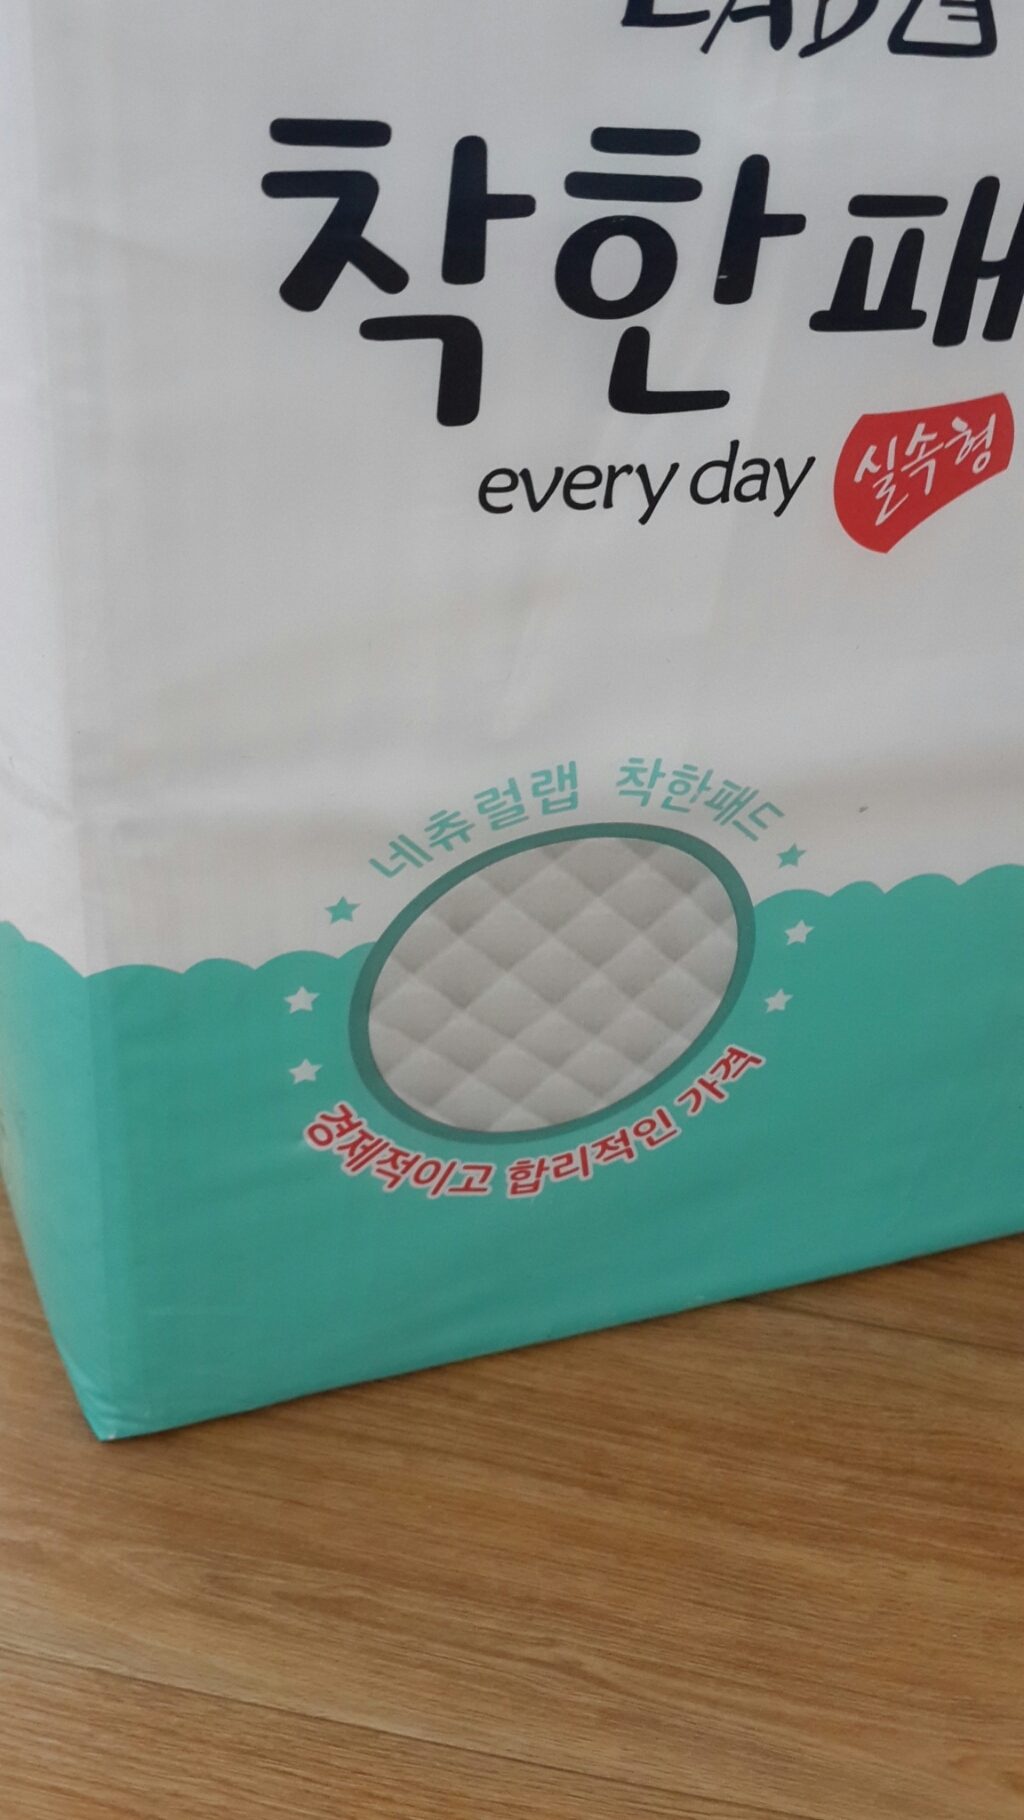 LAB
착한패
every day 실속형
네츄럴랩 착한패드
경제적이고 합리적인 가격